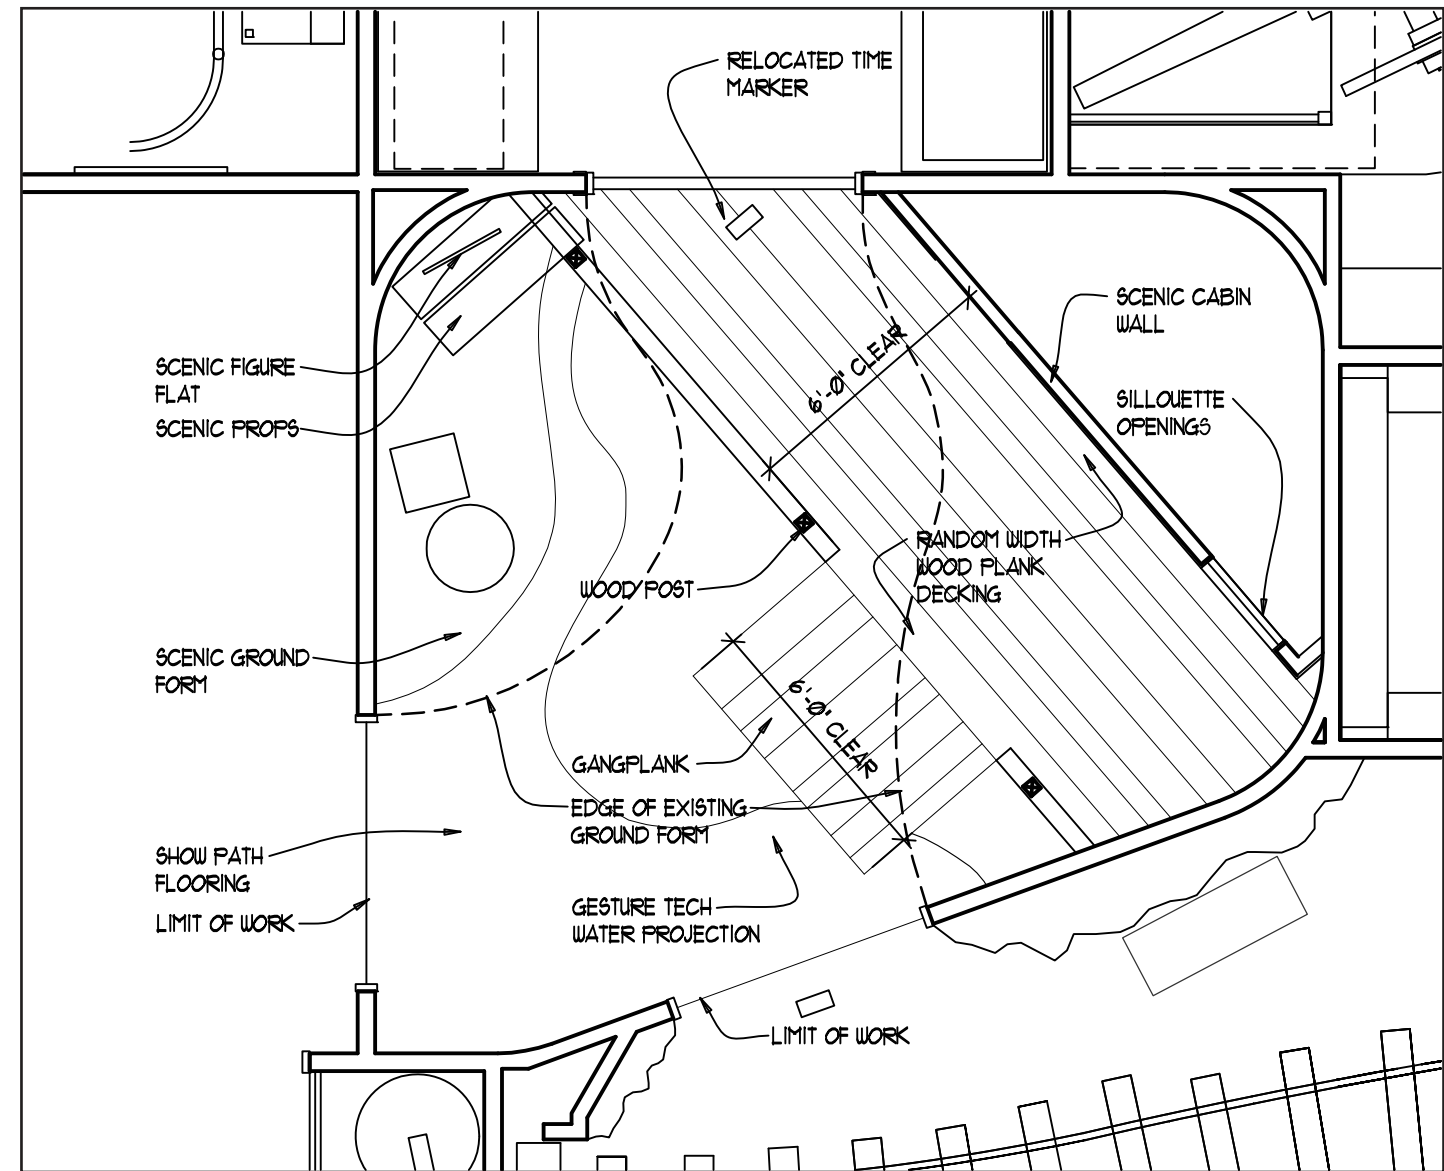 RELOCATED TIME
MARKER
SCENIC CABIN
WALL
6'-0" CLEAR
SCENIC FIGURE
FLAT
SCENIC PROPS
SILLOUETTE
OPENINGS
RANDOM WIDTH
WOOD PLANK
DECKING
WOOD POST
SCENIC GROUND
FORM
6'-0" CLEAR
GANGPLANK
EDGE OF EXISTING
GROUND FORM
SHOW PATH
FLOORING
LIMIT OF WORK
GESTURE TECH
WATER PROJECTION
LIMIT OF WORK